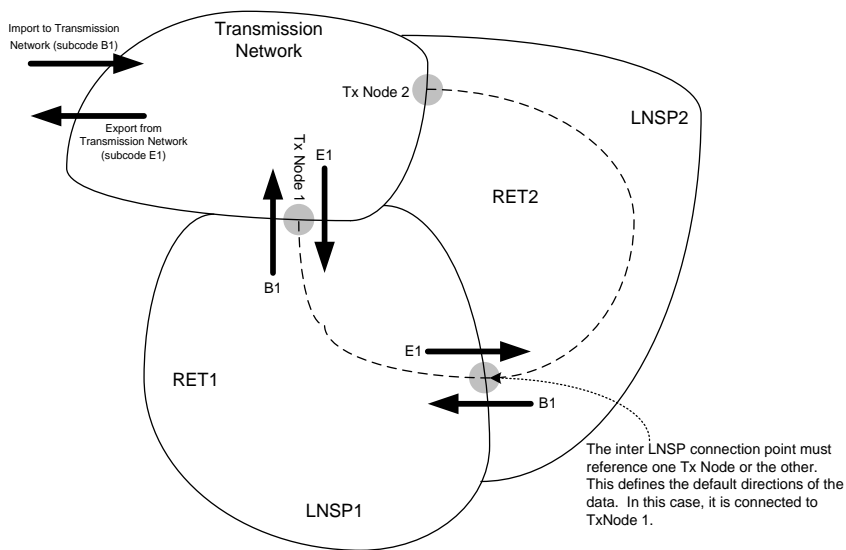 Import to Transmission
Network (subcode B1)
Transmission
Network
Tx Node 2
LNSP2
Export from
Transmission Network
(subcode E1)
Tx Node 1
E1
RET2
B1
E1
RET1
B1
The inter LNSP connection point must
reference one Tx Node or the other.
This defines the default directions of the
data.  In this case, it is connected to
TxNode 1.
LNSP1